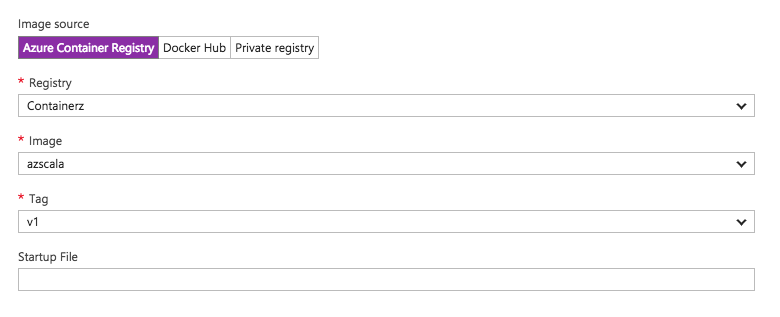 Image source
Azure Container Registry Docker Hub Private registry
* Registry
Containerz
* Image
azscala
* Tag
v1
Startup File